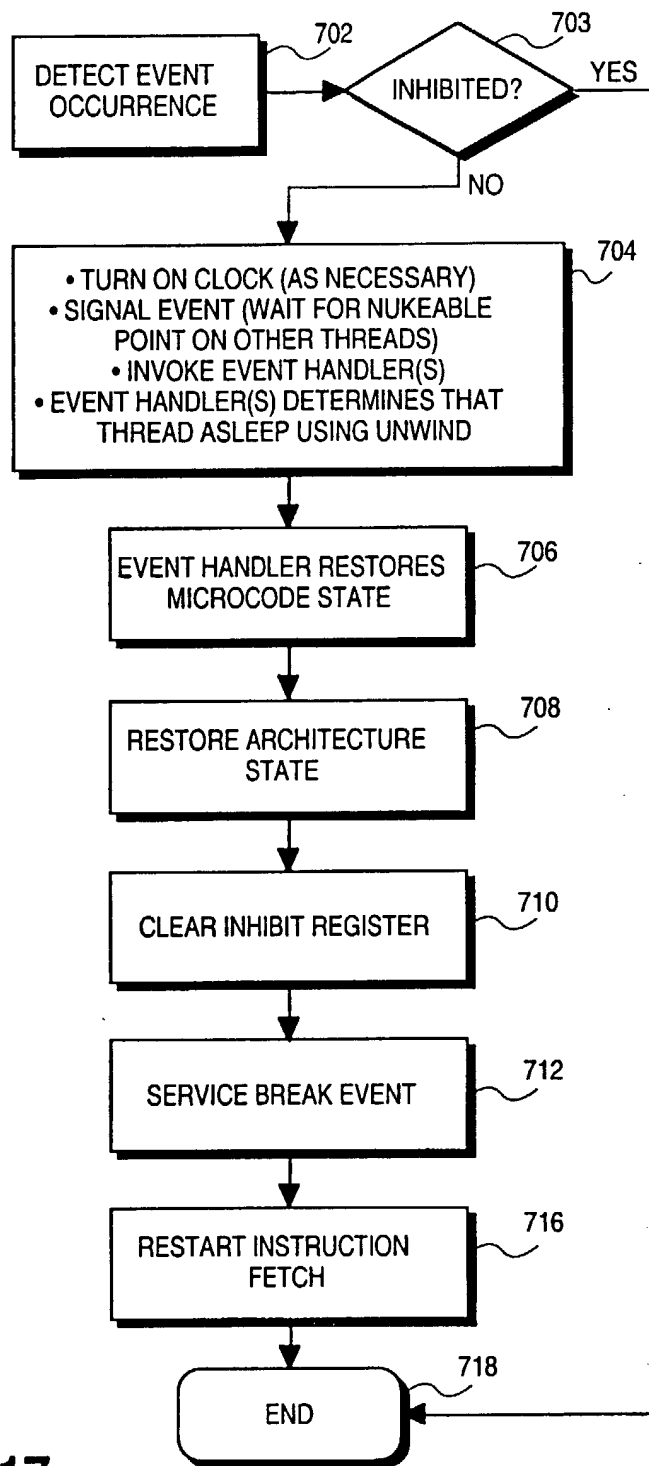 702
703
DETECT EVENT
OCCURRENCE
INHIBITED?
YES
NO
704
• TURN ON CLOCK (AS NECESSARY)
• SIGNAL EVENT (WAIT FOR NUKEABLE
POINT ON OTHER THREADS)
• INVOKE EVENT HANDLER(S)
• EVENT HANDLER(S) DETERMINES THAT
THREAD ASLEEP USING UNWIND
706
EVENT HANDLER RESTORES
MICROCODE STATE
708
RESTORE ARCHITECTURE
STATE
710
CLEAR INHIBIT REGISTER
712
SERVICE BREAK EVENT
716
RESTART INSTRUCTION
FETCH
718
END
17